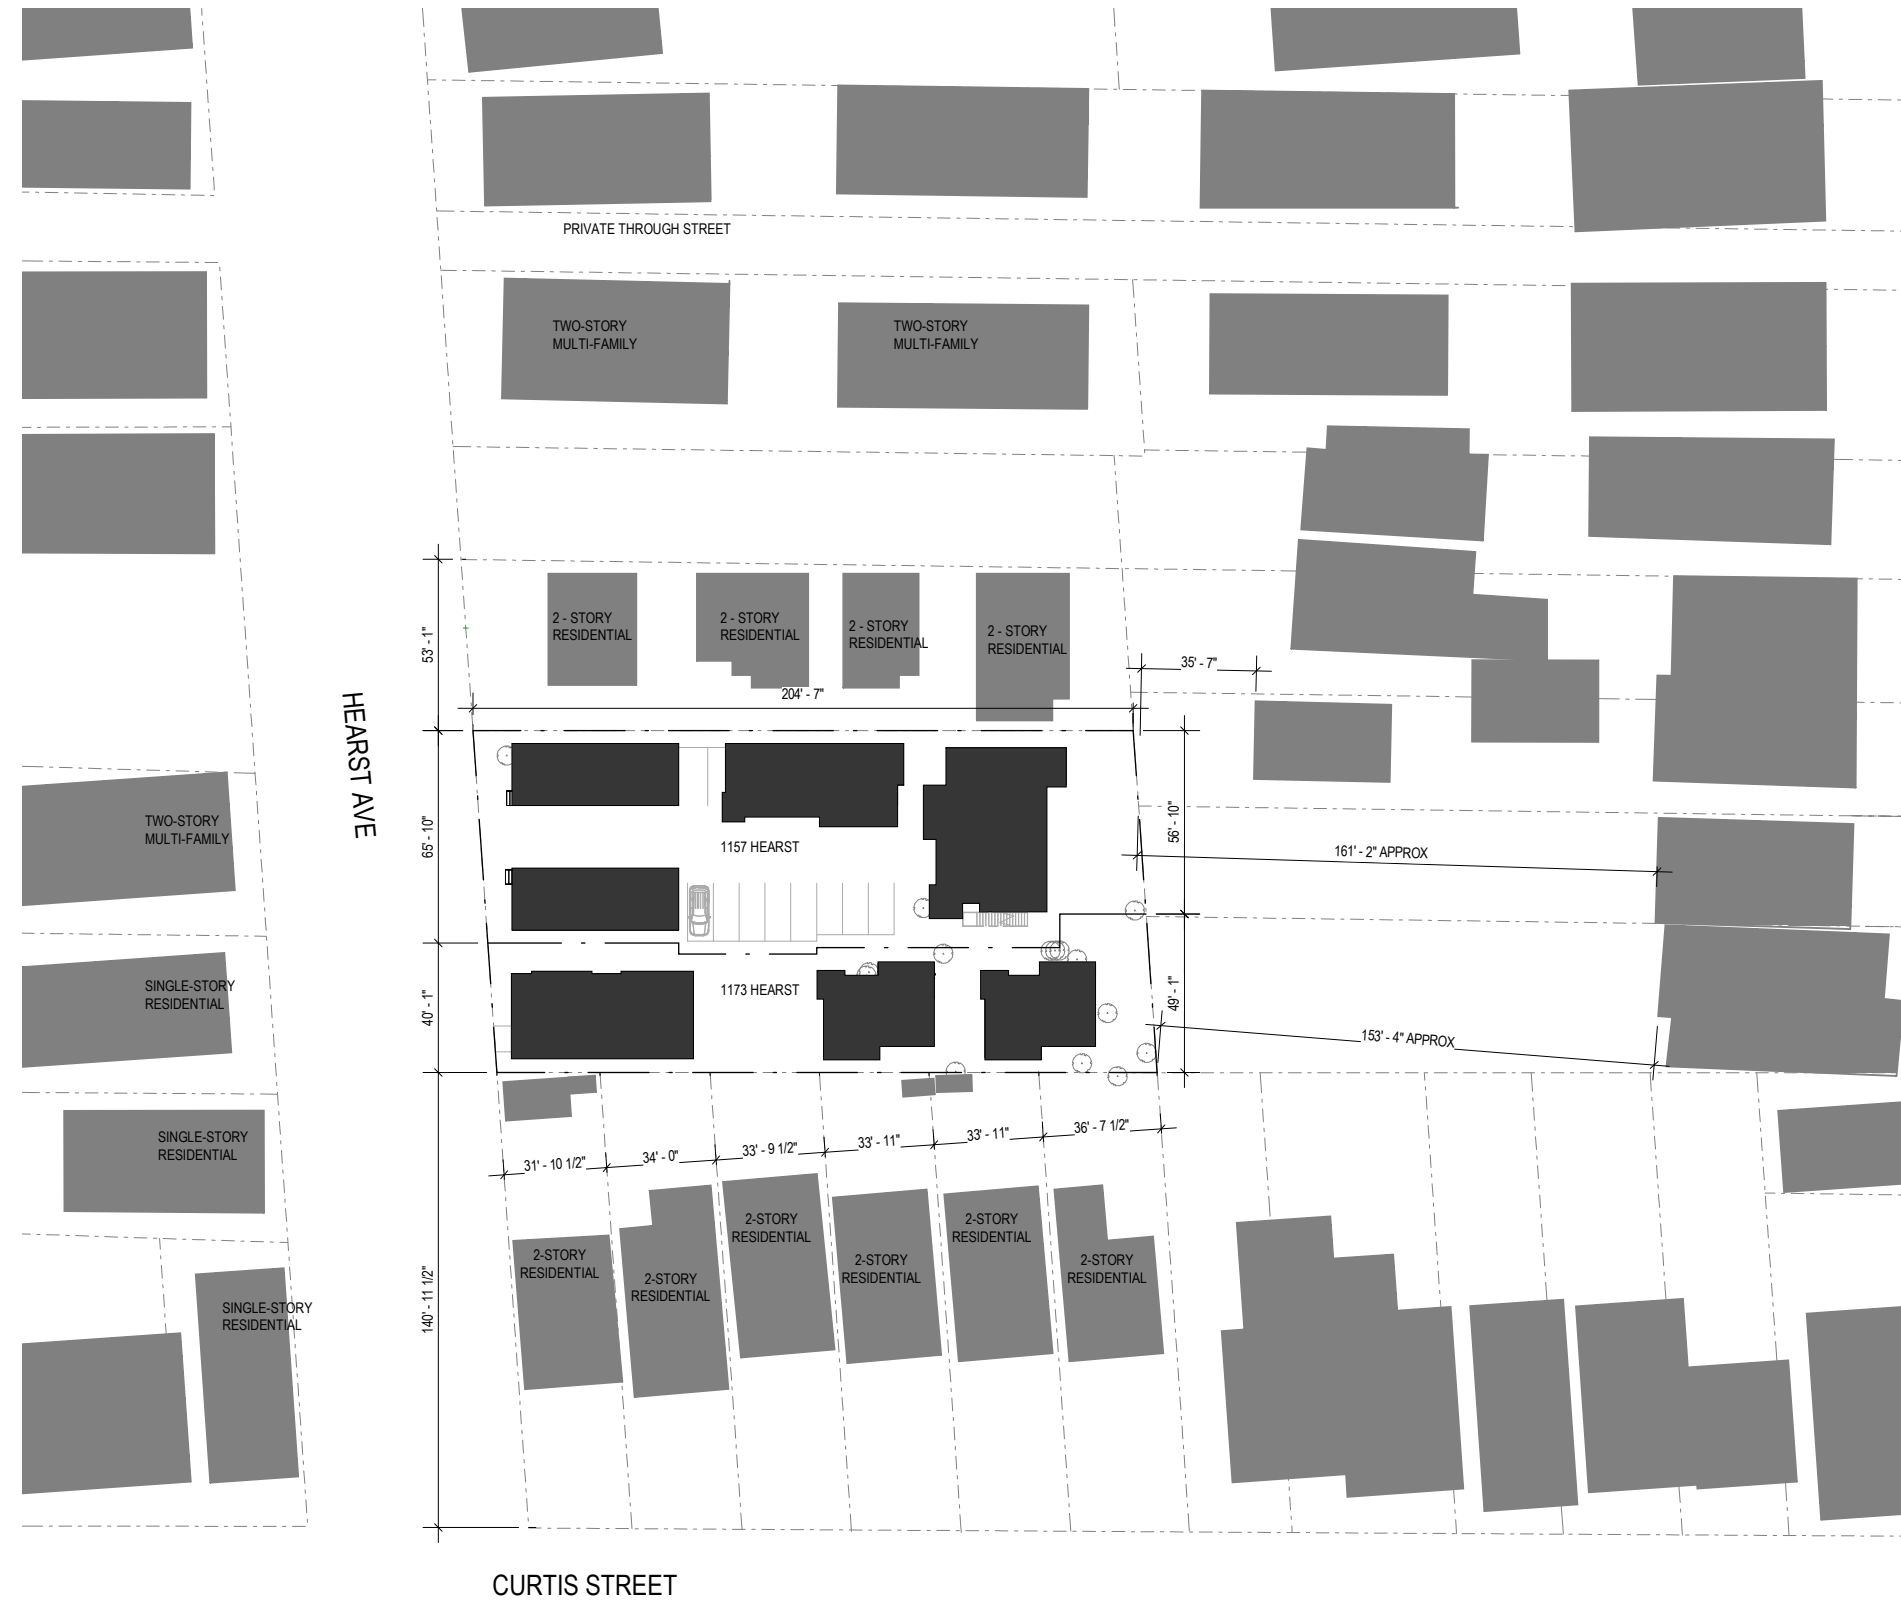 PRIVATE THROUGH STREET
TWO-STORY
MULTI-FAMILY
TWO-STORY
MULTI-FAMILY
2 - STORY
RESIDENTIAL
2 - STORY
RESIDENTIAL
2 - STORY
RESIDENTIAL
2 - STORY
RESIDENTIAL
53' - 1"
35' - 7"
204' - 7"
HEARST AVE
TWO-STORY
MULTI-FAMILY
65' - 10"
1157 HEARST
56' - 10"
161' - 2" APPROX
SINGLE-STORY
RESIDENTIAL
40' - 1"
1173 HEARST
49' - 1"
153' - 4" APPROX
SINGLE-STORY
RESIDENTIAL
31' - 10 1/2"
34' - 0"
33' - 9 1/2"
33' - 11"
33' - 11"
36' - 7 1/2"
2-STORY
RESIDENTIAL
2-STORY
RESIDENTIAL
2-STORY
RESIDENTIAL
2-STORY
RESIDENTIAL
2-STORY
RESIDENTIAL
2-STORY
RESIDENTIAL
140' - 11 1/2"
SINGLE-STORY
RESIDENTIAL
CURTIS STREET